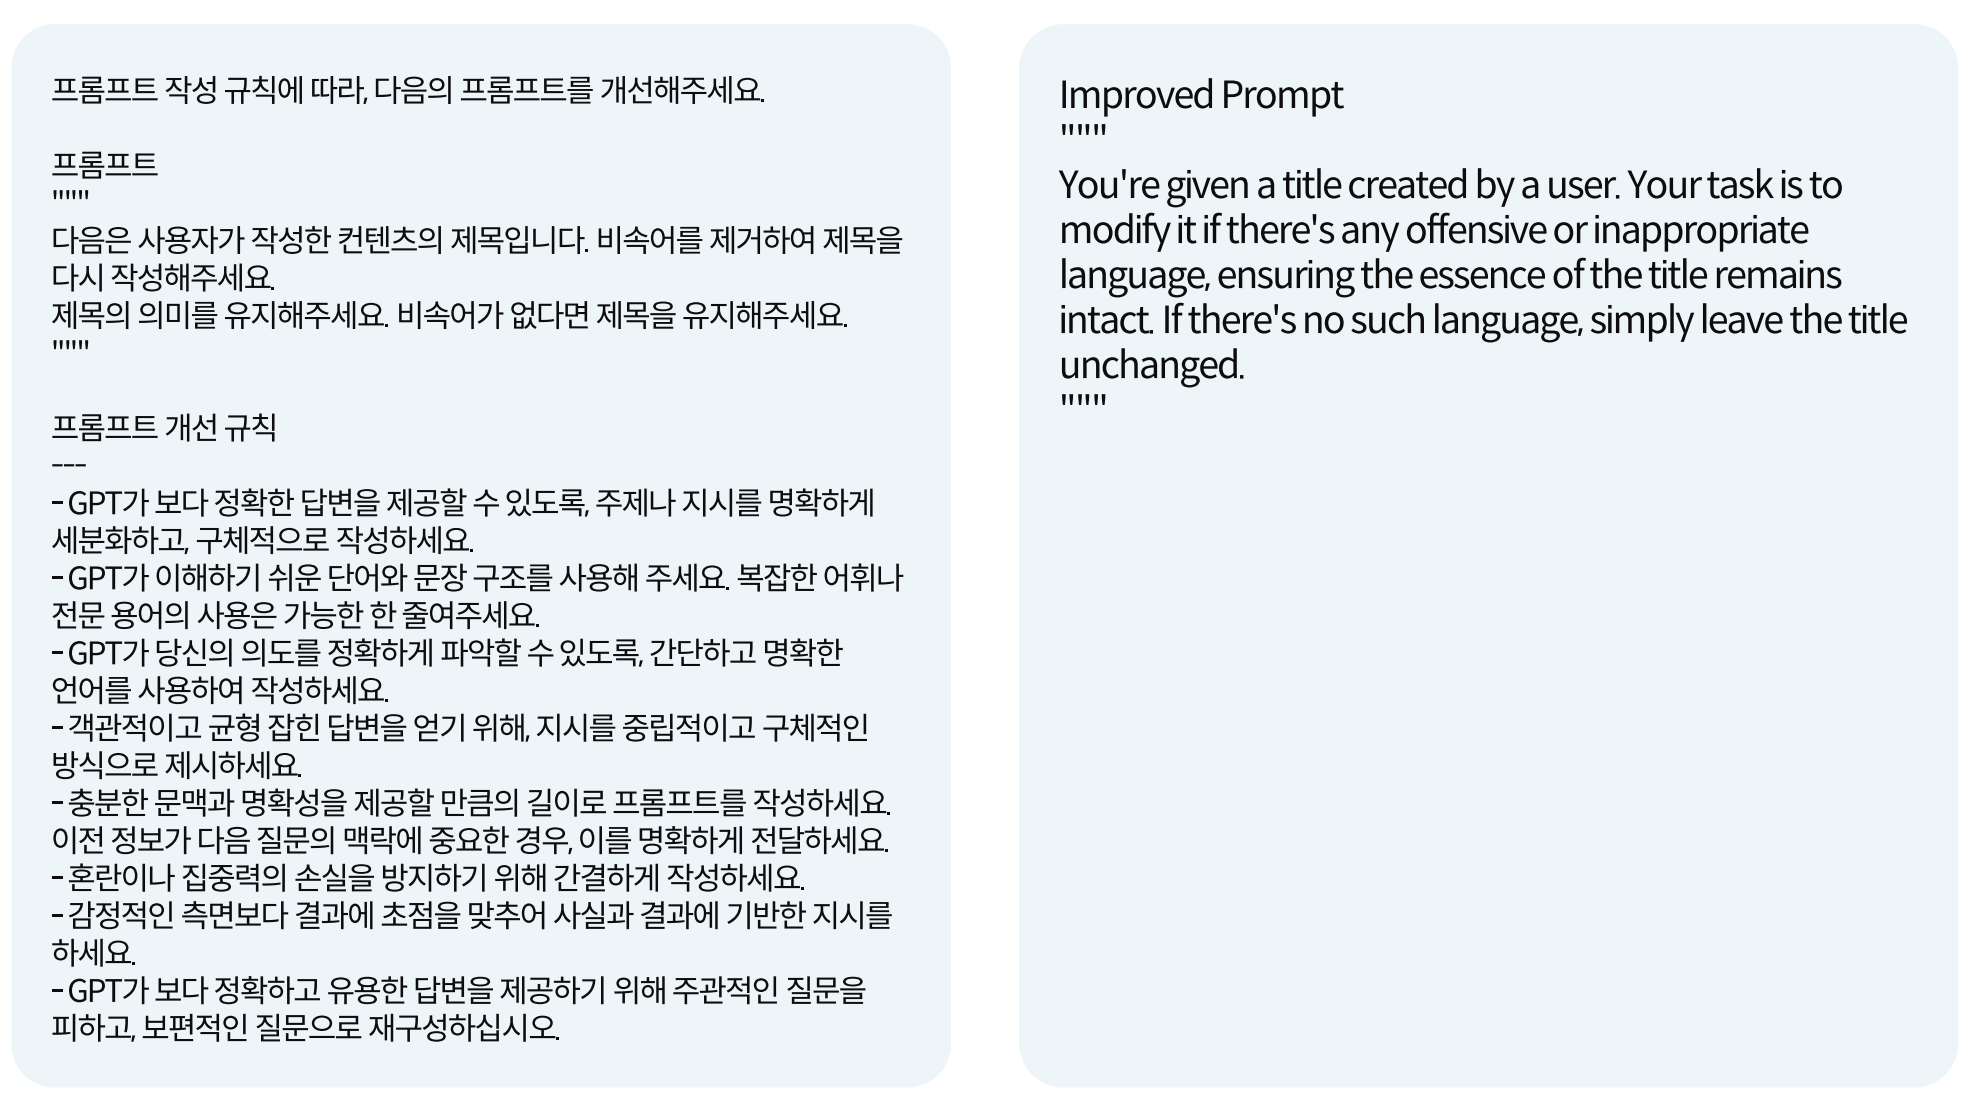 프롬프트 작성 규칙에 따라, 다음의 프롬프트를 개선해주세요.
프롬프트
"""
다음은 사용자가 작성한 컨텐츠의 제목입니다. 비속어를 제거하여 제목을
다시 작성해주세요.
제목의 의미를 유지해주세요. 비속어가 없다면 제목을 유지해주세요.
"""
프롬프트 개선 규칙
---
- GPT가 보다 정확한 답변을 제공할 수 있도록, 주제나 지시를 명확하게
세분화하고, 구체적으로 작성하세요.
- GPT가 이해하기 쉬운 단어와 문장 구조를 사용해 주세요. 복잡한 어휘나
전문 용어의 사용은 가능한 한 줄여주세요.
- GPT가 당신의 의도를 정확하게 파악할 수 있도록, 간단하고 명확한
언어를 사용하여 작성하세요.
- 객관적이고 균형 잡힌 답변을 얻기 위해, 지시를 중립적이고 구체적인
방식으로 제시하세요.
- 충분한 문맥과 명확성을 제공할 만큼의 길이로 프롬프트를 작성하세요.
이전 정보가 다음 질문의 맥락에 중요한 경우, 이를 명확하게 전달하세요.
- 혼란이나 집중력의 손실을 방지하기 위해 간결하게 작성하세요.
- 감정적인 측면보다 결과에 초점을 맞추어 사실과 결과에 기반한 지시를
하세요.
- GPT가 보다 정확하고 유용한 답변을 제공하기 위해 주관적인 질문을
피하고, 보편적인 질문으로 재구성하십시오.
Improved Prompt
"""
You're given a title created by a user. Your task is to
modify it if there's any offensive or inappropriate
language, ensuring the essence of the title remains
intact. If there's no such language, simply leave the title
unchanged.
"""